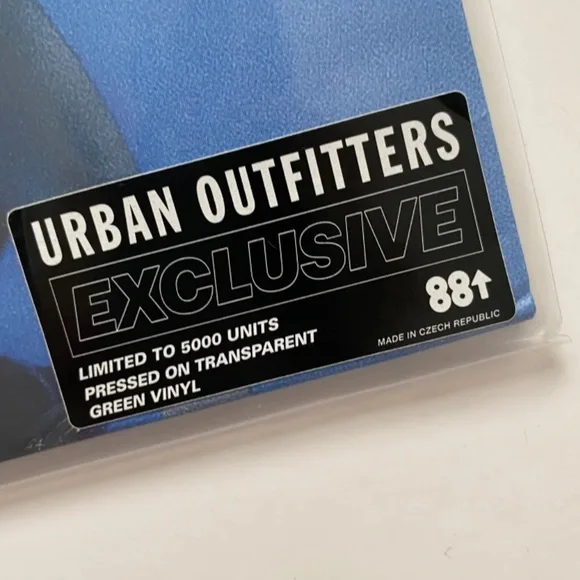 URBAN OUTFITTERS
EXCLUSIVE
LIMITED TO 5000 UNITS
PRESSED ON TRANSPARENT
GREEN VINYL
88↑
MADE IN CZECH REPUBLIC